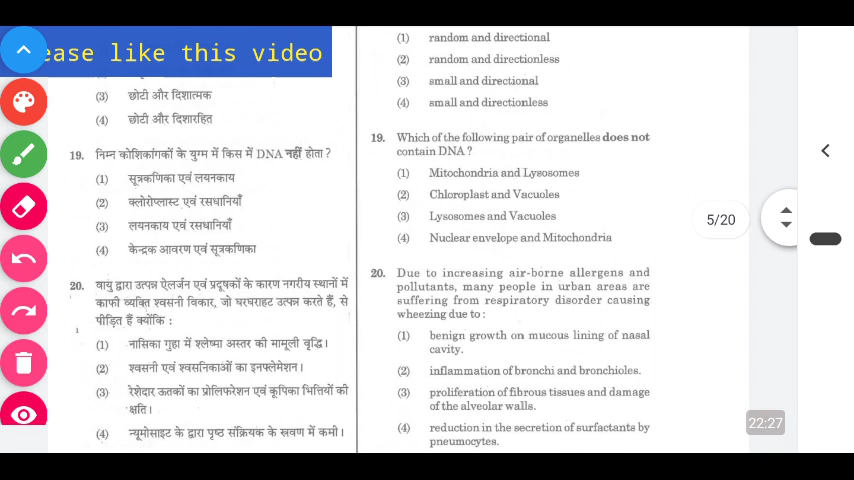 ease like this video
(3) छोटी और दिशात्मक
(4) छोटी और दिशारहित
19. निम्न कोशिकांगकों के युग्म में किस में DNA नहीं होता ?
(1) सूत्रकणिका एवं लयनकाय
(2) क्लोरोप्लास्ट एवं रसधानियाँ
(3) लयनकाय एवं रसधानियाँ
(4) केन्द्रक आवरण एवं सूत्रकणिका
20. वायु द्वारा उत्पन्न ऐलर्जन एवं प्रदूषकों के कारण नगरीय स्थानों में
काफी व्यक्ति श्वसनी विकार, जो घरघराहट उत्पन्न करते हैं, से
पीड़ित हैं क्योंकि :
(1) नासिका गुहा में श्लेष्मा अस्तर की मामूली वृद्धि।
(2) श्वसनी एवं श्वसनिकाओं का इनफ्लेमेशन।
(3) रेशेदार ऊतकों का प्रोलिफरेशन एवं कूपिका भित्तियों की
क्षति।
(4) न्यूमोसाइट के द्वारा पृष्ठ संक्रियक के स्रवण में कमी।
(1) random and directional
(2) random and directionless
(3) small and directional
(4) small and directionless
19. Which of the following pair of organelles does not
contain DNA ?
(1) Mitochondria and Lysosomes
(2) Chloroplast and Vacuoles
(3) Lysosomes and Vacuoles
(4) Nuclear envelope and Mitochondria
20. Due to increasing air-borne allergens and
pollutants, many people in urban areas are
suffering from respiratory disorder causing
wheezing due to :
(1) benign growth on mucous lining of nasal
cavity.
(2) inflammation of bronchi and bronchioles.
(3) proliferation of fibrous tissues and damage
of the alveolar walls.
(4) reduction in the secretion of surfactants by
pneumocytes.
5/20
22:27